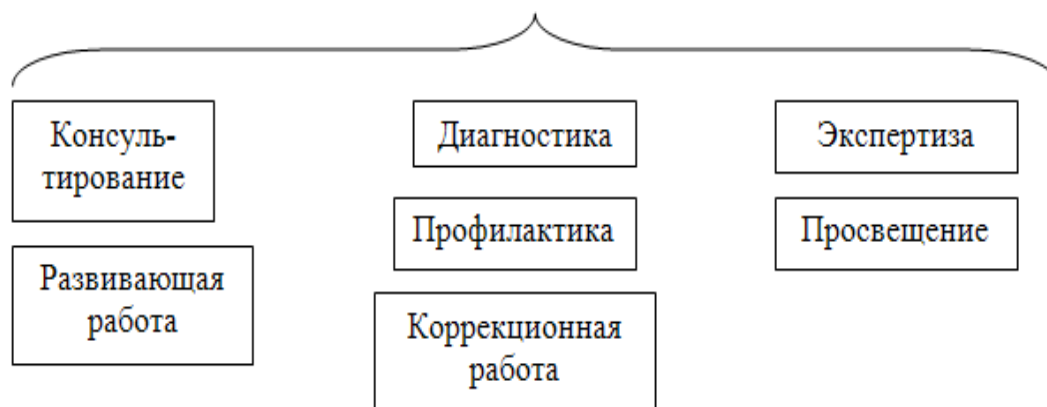 Консуль-
тирование
Диагностика
Экспертиза
Профилактика
Просвещение
Развивающая
работа
Коррекционная
работа